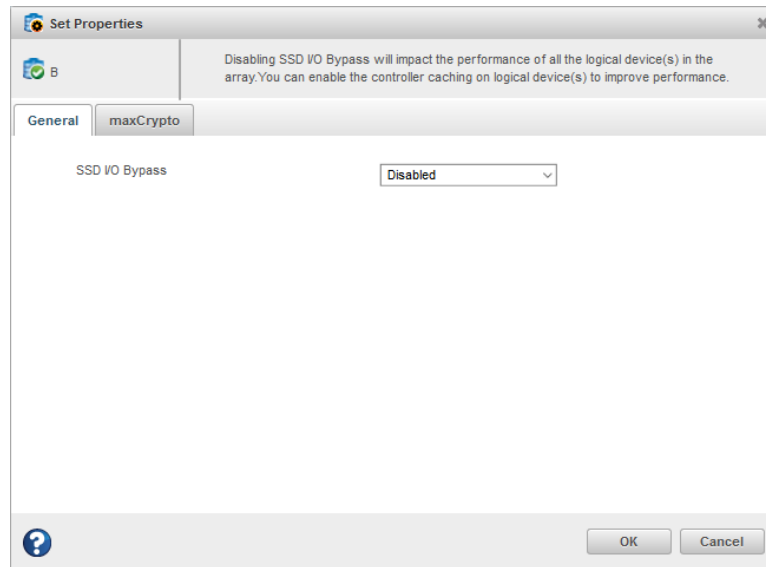 Set Properties
B
Disabling SSD I/O Bypass will impact the performance of all the logical device(s) in the
array.You can enable the controller caching on logical device(s) to improve performance.
General
maxCrypto
SSD I/O Bypass
Disabled
?
OK
Cancel